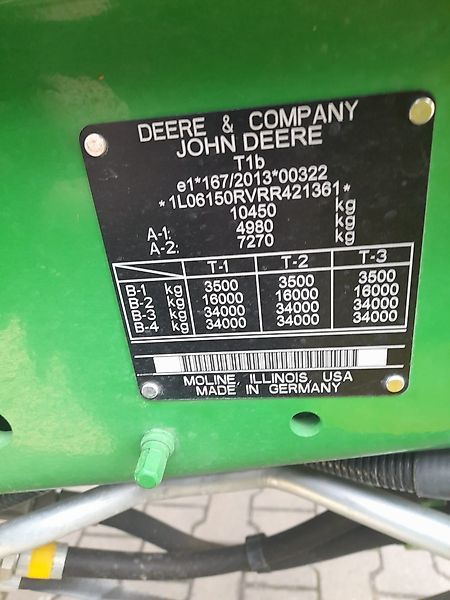 DEERE & COMPANY
JOHN DEERE
T1b
e1*167/2013*00322
*1L06150RVRR421361*
10450 kg
A-1: 4980 kg
A-2: 7270 kg
T-1 T-2 T-3
B-1 kg 3500 3500 3500
B-2 kg 16000 16000 16000
B-3 kg 34000 34000 34000
B-4 kg 34000 34000 34000
MOLINE, ILLINOIS, USA
MADE IN GERMANY